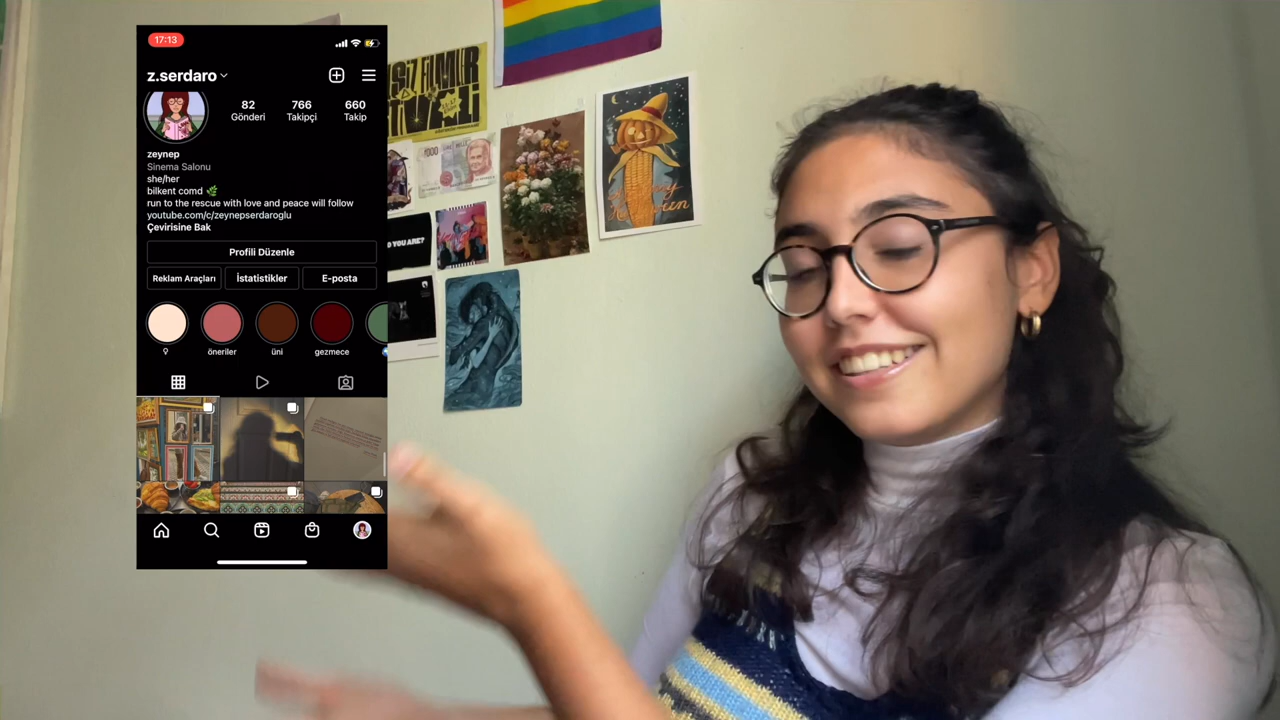 17:13
z.serdaro
82 766 660
Gönderi Takipçi Takip
zeynep
Sinema Salonu
she/her
bilkent comd
run to the rescue with love and peace will follow
youtube.com/c/zeynepserdaroglu
Çevirisine Bak
Profili Düzenle
Reklam Araçları İstatistikler E-posta
öneriler üni gezmece
1000
O YOU ARE?
Halloween